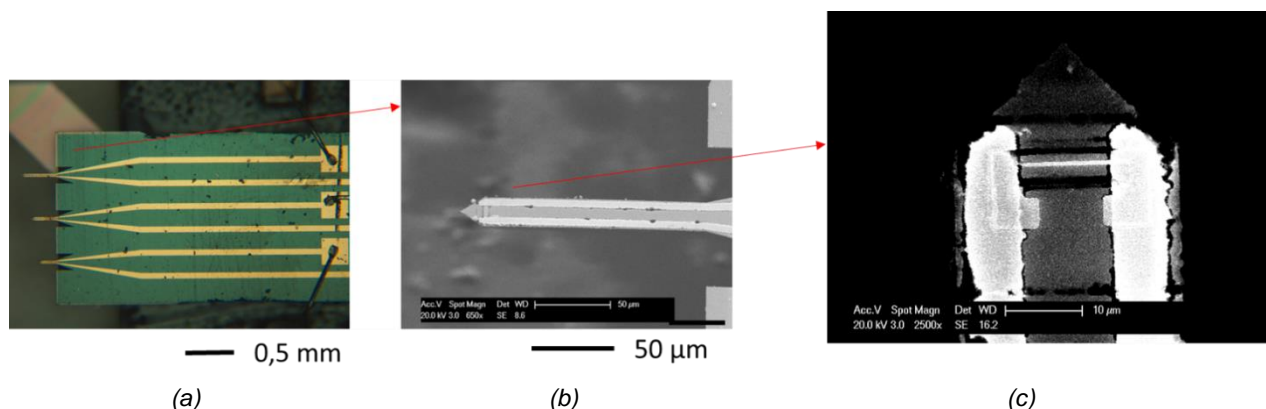 Acc.V Spot Magn Det WD 50 µm
20.0 kV 3.0 650x SE 8.6
Acc.V Spot Magn Det WD 10 µm
20.0 kV 3.0 2500x SE 16.2
0,5 mm
50 µm
(a)
(b)
(c)